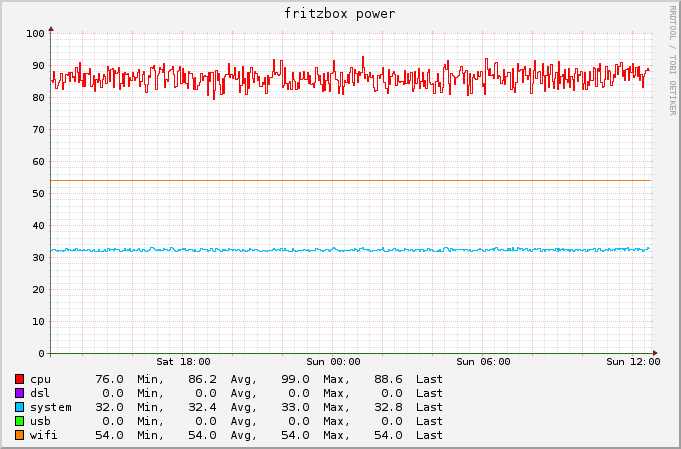 fritzbox power
RRDTOOL / TOBI OETIKER
100
90
80
70
60
50
40
30
20
10
0
Sat 18:00 Sun 00:00 Sun 06:00 Sun 12:00
cpu 76.0 Min, 86.2 Avg, 99.0 Max, 88.6 Last
dsl 0.0 Min, 0.0 Avg, 0.0 Max, 0.0 Last
system 32.0 Min, 32.4 Avg, 33.0 Max, 32.8 Last
usb 0.0 Min, 0.0 Avg, 0.0 Max, 0.0 Last
wifi 54.0 Min, 54.0 Avg, 54.0 Max, 54.0 Last